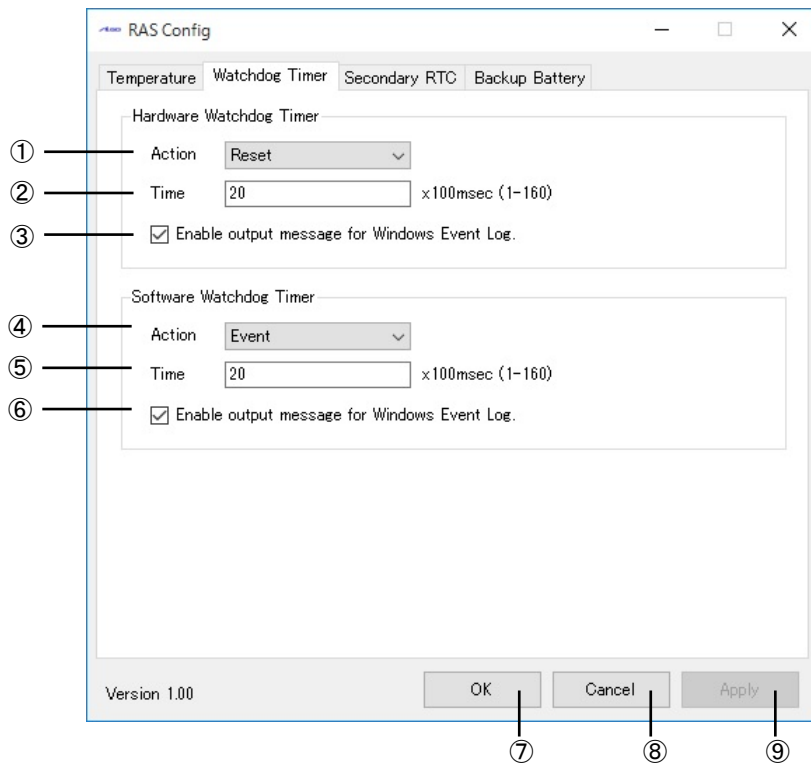 RAS Config
Temperature Watchdog Timer Secondary RTC Backup Battery
Hardware Watchdog Timer
① Action Reset
② Time 20 x100msec (1-160)
③ Enable output message for Windows Event Log.
Software Watchdog Timer
④ Action Event
⑤ Time 20 x100msec (1-160)
⑥ Enable output message for Windows Event Log.
Version 1.00 OK Cancel Apply
⑦ ⑧ ⑨